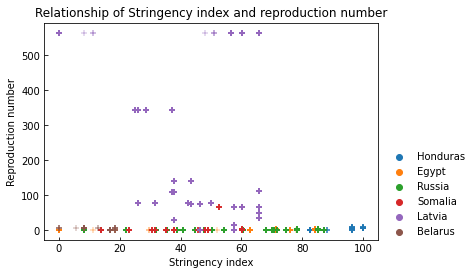 Relationship of Stringency index and reproduction number
Reproduction number
500
400
300
200
100
0
0 20 40 60 80 100
Stringency index
Honduras
Egypt
Russia
Somalia
Latvia
Belarus